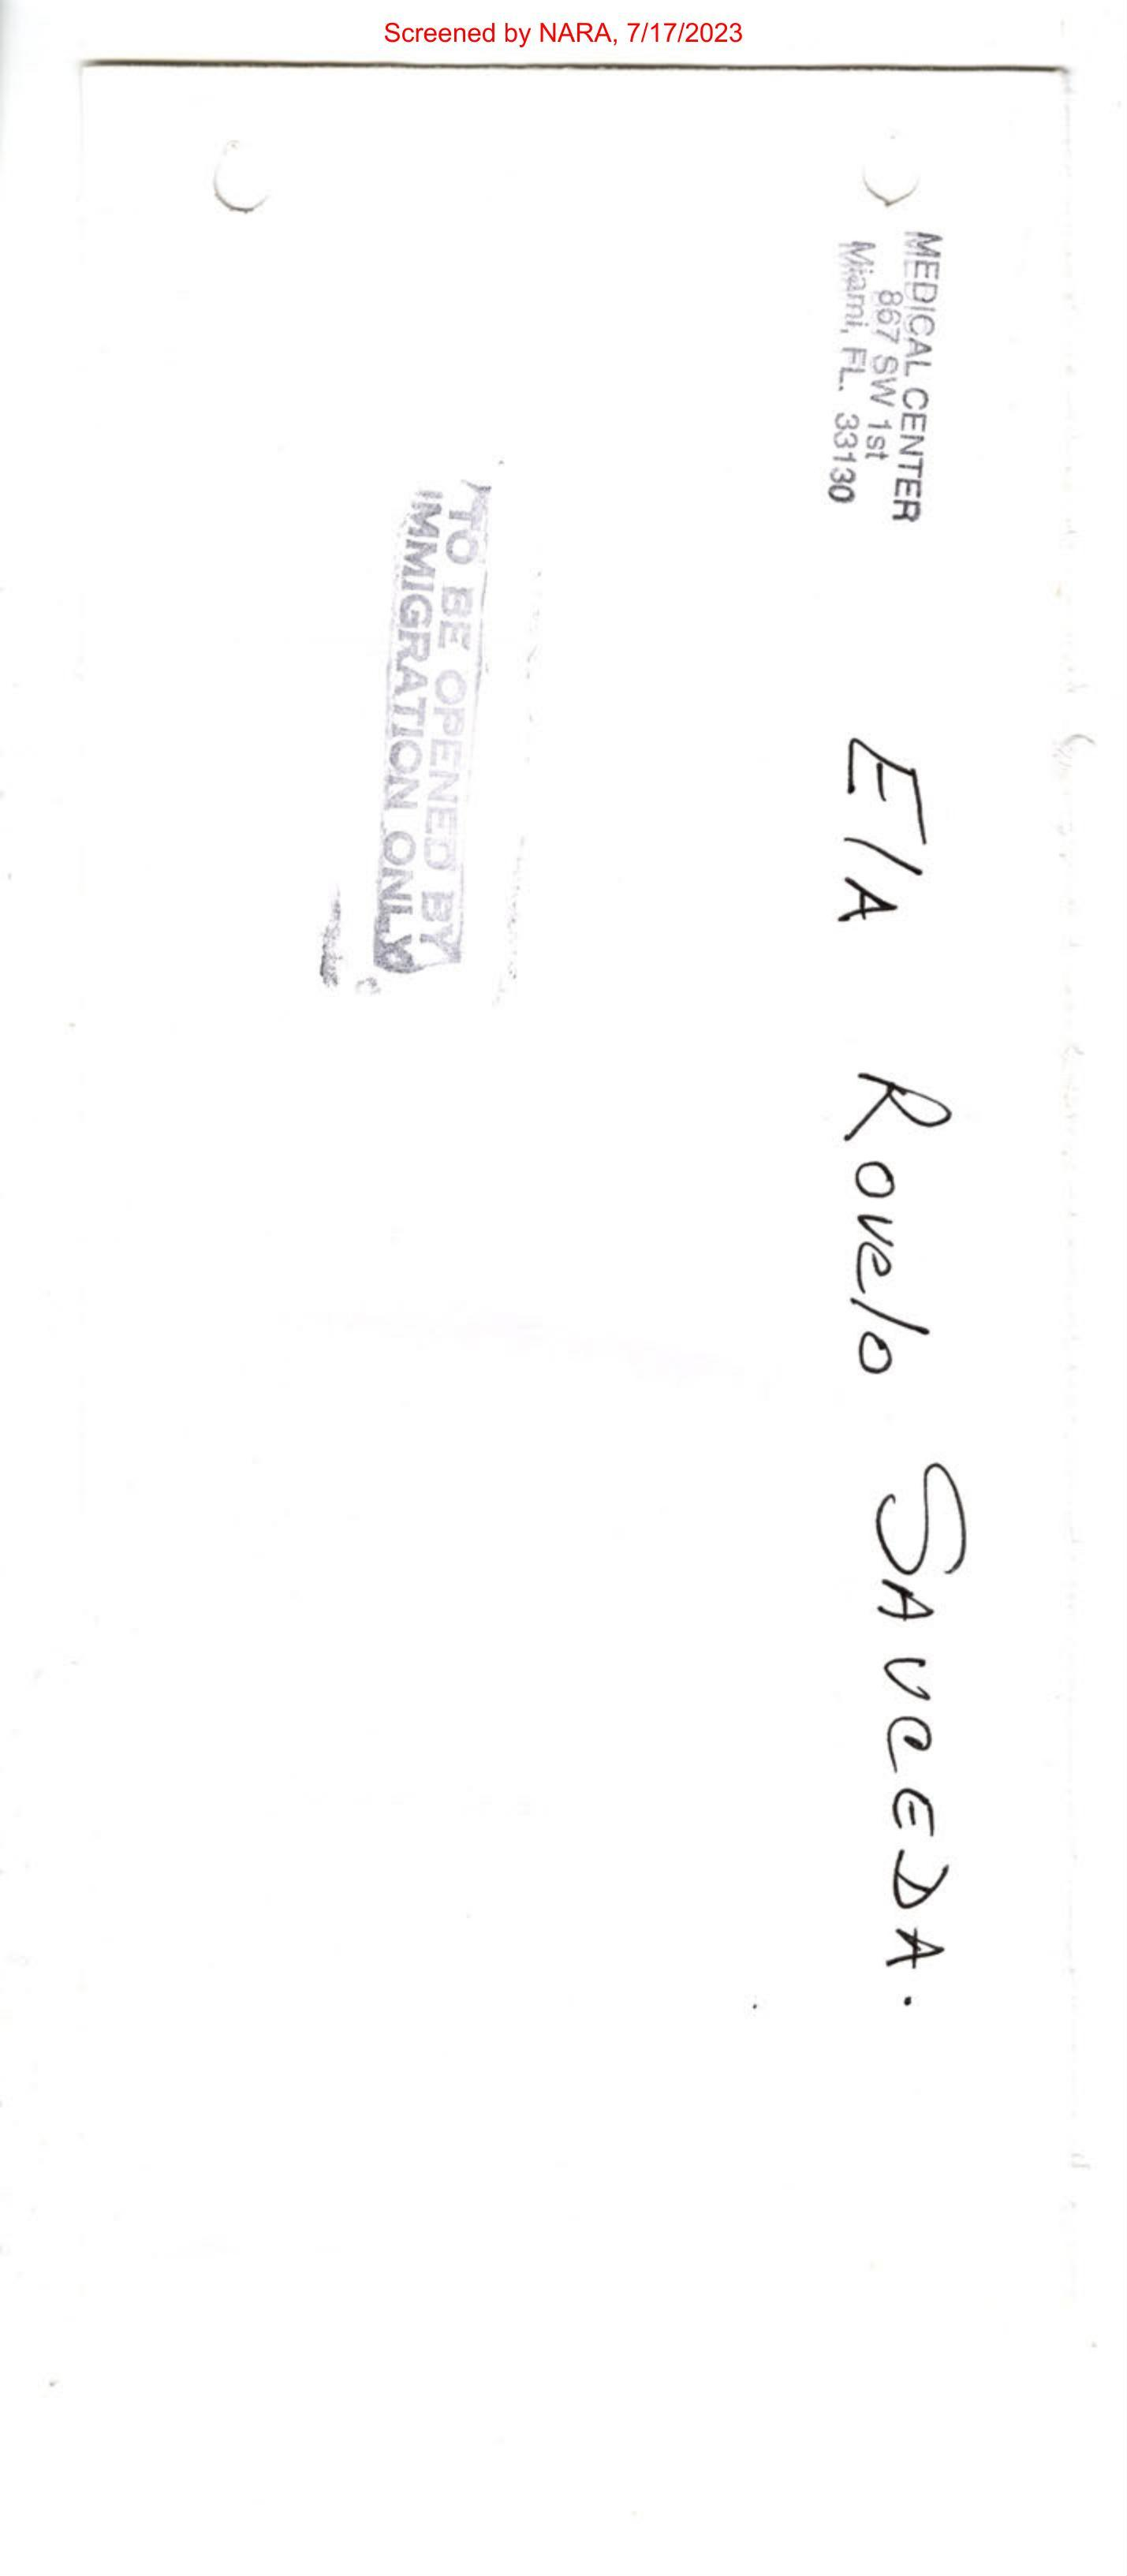 Screened by NARA, 7/17/2023
MEDICAL CENTER
867 SW 1st
Miami, FL. 33130
E/A Rovelo SAVEEDA.
TO BE OPENED BY
IMMIGRATION ONLY